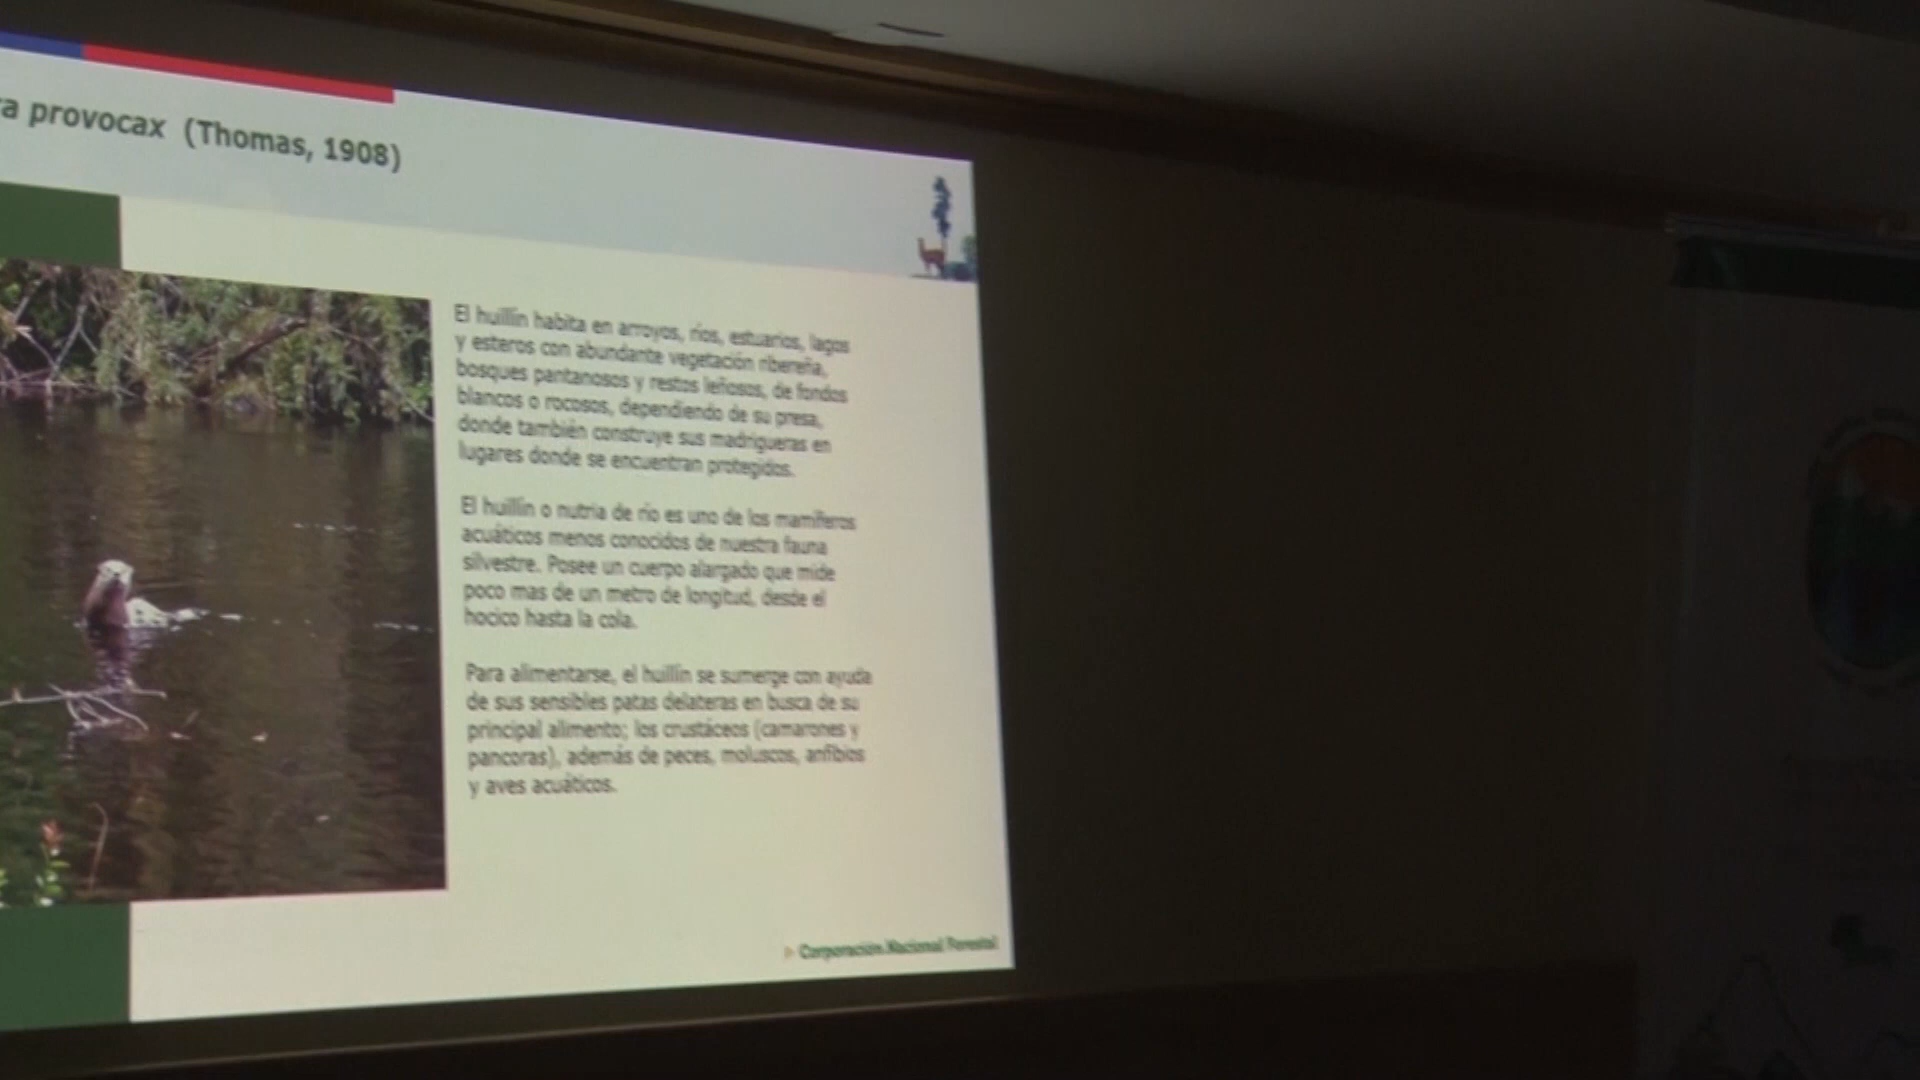 provocax (Thomas, 1908)
El huillín habita en arroyos, ríos, estuarios, lagos
y esteros con abundante vegetación ribereña,
bosques pantanosos y restos leñosos, de fondos
blancos o rocosos, dependiendo de su presa,
donde también construye sus madrigueras en
lugares donde se encuentran protegidos.
El huillín o nutria de río es uno de los mamíferos
acuáticos menos conocidos de nuestra fauna
silvestre. Posee un cuerpo alargado que mide
poco mas de un metro de longitud, desde el
hocico hasta la cola.
Para alimentarse, el huillín se sumerge con ayuda
de sus sensibles patas delateras en busca de su
principal alimento; los crustáceos (camarones y
pancoras), además de peces, moluscos, anfibios
y aves acuáticos.
Corporación Nacional Forestal